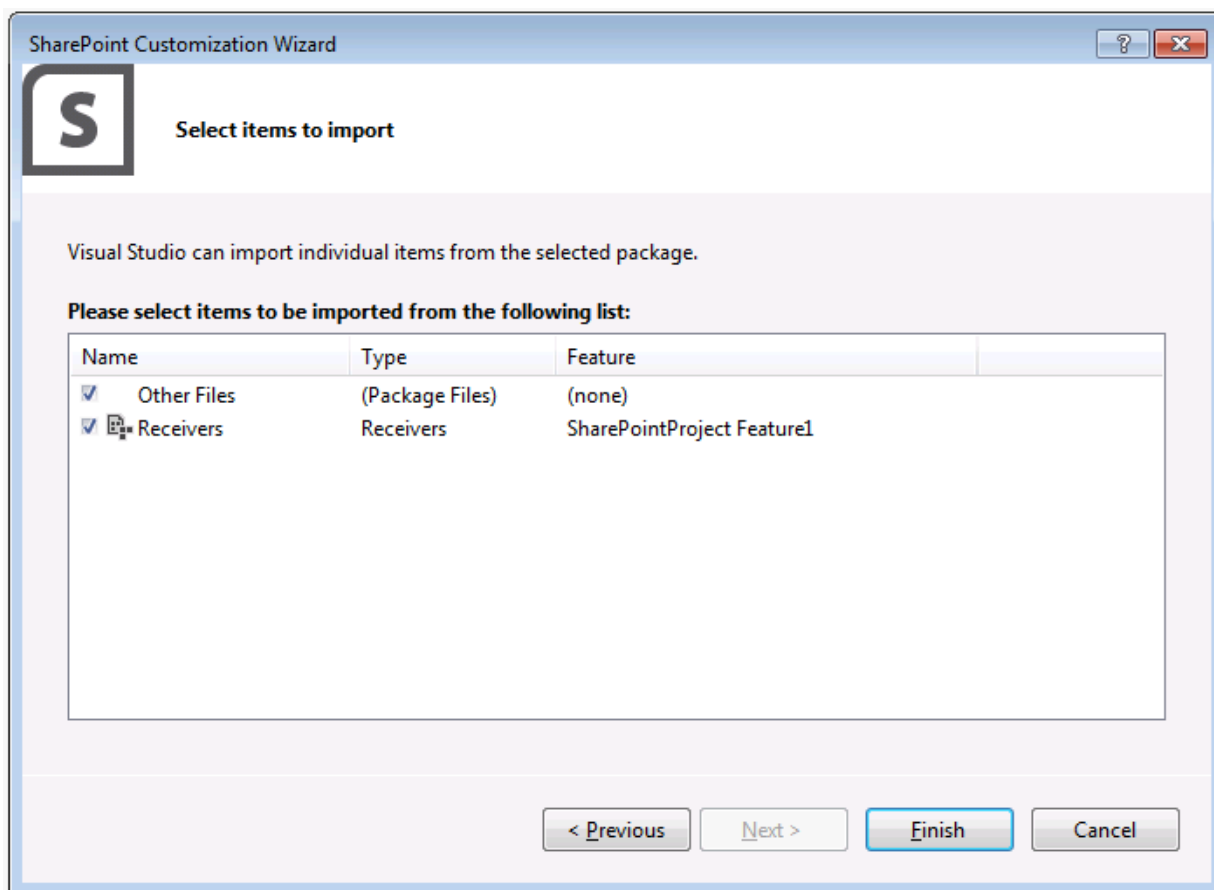 SharePoint Customization Wizard
?
S
Select items to import
Visual Studio can import individual items from the selected package.
Please select items to be imported from the following list:
Name Type Feature
Other Files (Package Files) (none)
Receivers Receivers SharePointProject Feature1
< Previous Next > Finish Cancel